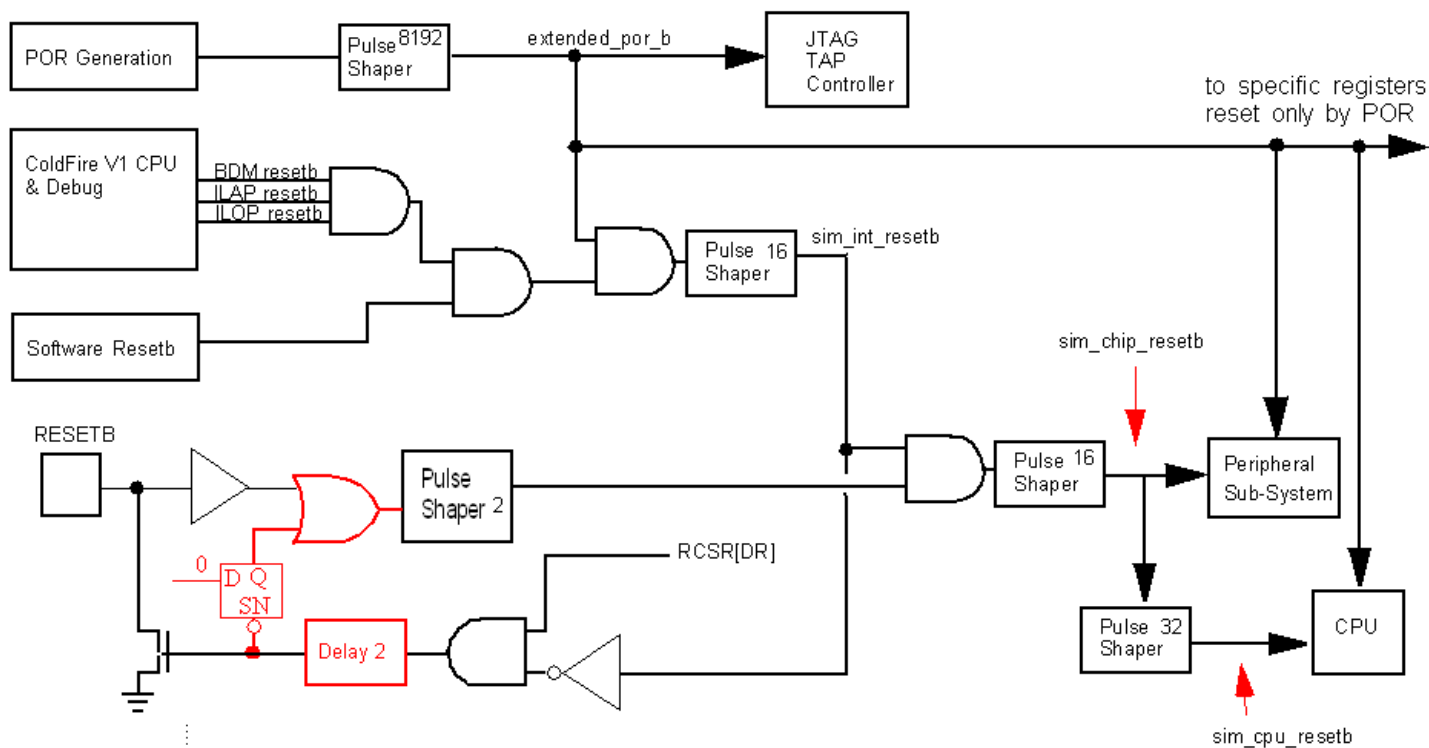 POR Generation
Pulse 8192
Shaper
extended_por_b
JTAG
TAP
Controller
to specific registers
reset only by POR
ColdFire V1 CPU
& Debug
BDM resetb
ILAP resetb
ILOP resetb
Pulse 16
Shaper
sim_int_resetb
Software Resetb
sim_chip_resetb
RESETB
Pulse
Shaper 2
Pulse 16
Shaper
Peripheral
Sub-System
0
D Q
SN
RCSR[DR]
Delay 2
Pulse 32
Shaper
CPU
sim_cpu_resetb